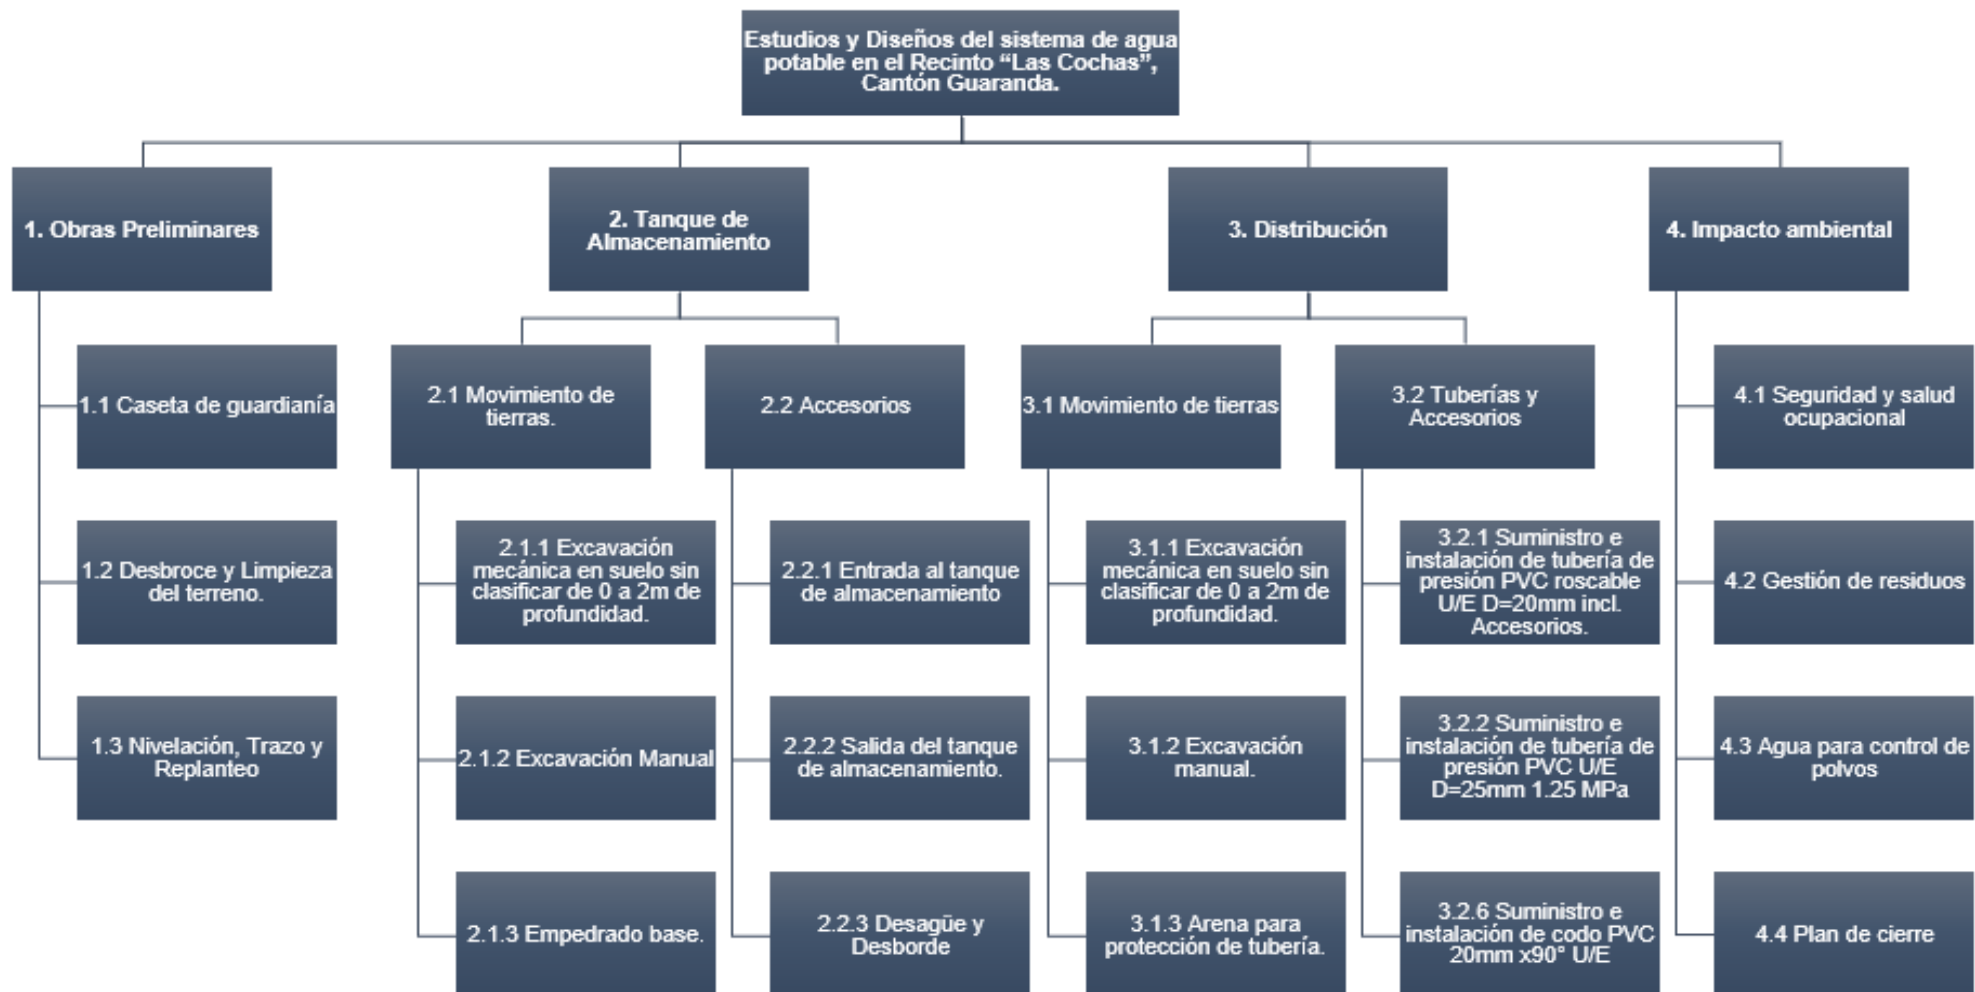 Estudios y Diseños del sistema de agua
potable en el Recinto “Las Cochas”,
Cantón Guaranda.
1. Obras Preliminares
2. Tanque de
Almacenamiento
3. Distribución
4. Impacto ambiental
1.1 Caseta de guardianía
2.1 Movimiento de
tierras.
2.2 Accesorios
3.1 Movimiento de tierras
3.2 Tuberías y
Accesorios
4.1 Seguridad y salud
ocupacional
1.2 Desbroce y Limpieza
del terreno.
2.1.1 Excavación
mecánica en suelo sin
clasificar de 0 a 2m de
profundidad.
2.2.1 Entrada al tanque
de almacenamiento
3.1.1 Excavación
mecánica en suelo sin
clasificar de 0 a 2m de
profundidad.
3.2.1 Suministro e
instalación de tubería de
presión PVC roscable
U/E D=20mm incl.
Accesorios.
4.2 Gestión de residuos
1.3 Nivelación, Trazo y
Replanteo
2.1.2 Excavación Manual
2.2.2 Salida del tanque
de almacenamiento.
3.1.2 Excavación
manual.
3.2.2 Suministro e
instalación de tubería de
presión PVC U/E
D=25mm 1.25 MPa
4.3 Agua para control de
polvos
2.1.3 Empedrado base.
2.2.3 Desagüe y
Desborde
3.1.3 Arena para
protección de tubería.
3.2.6 Suministro e
instalación de codo PVC
20mm x90° U/E
4.4 Plan de cierre